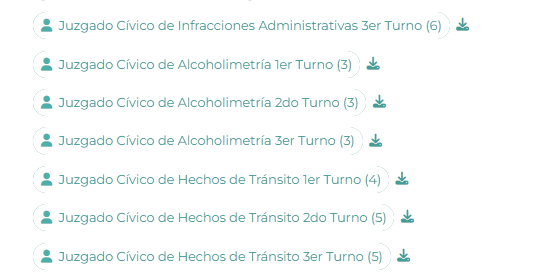 Juzgado Cívico de Infracciones Administrativas 3er Turno (6)
Juzgado Cívico de Alcoholimetría 1er Turno (3)
Juzgado Cívico de Alcoholimetría 2do Turno (3)
Juzgado Cívico de Alcoholimetría 3er Turno (3)
Juzgado Cívico de Hechos de Tránsito 1er Turno (4)
Juzgado Cívico de Hechos de Tránsito 2do Turno (5)
Juzgado Cívico de Hechos de Tránsito 3er Turno (5)